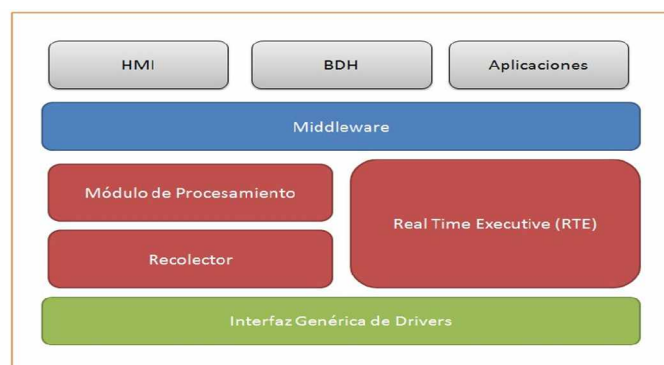 HMI
BDH
Aplicaciones
Middleware
Módulo de Procesamiento
Real Time Executive (RTE)
Recolector
Interfaz Genérica de Drivers